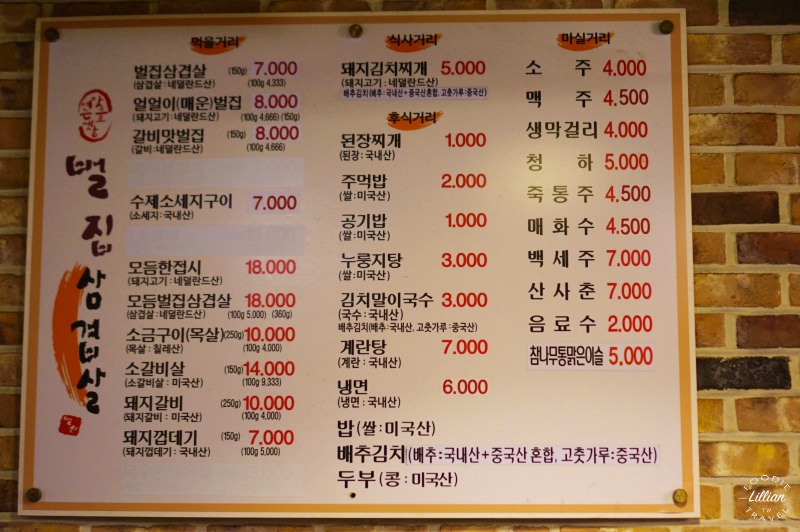 먹을거리
벌집삼겹살 (150g) 7.000
(삼겹살:네덜란드산) (100g 4,333)
얼얼이(매운)벌집 8.000
(돼지고기:네덜란드산) (100g 4,666) (150g)
갈비맛벌집 (150g) 8.000
(갈비:네덜란드산) (100g 4,666)
수제소세지구이 7.000
(소세지:국내산)
모듬한접시 18.000
(돼지고기:네덜란드산)
모듬벌집삼겹살 18.000
(삼겹살:네덜란드산) (100g 5,000) (360g)
소금구이(목살)(250g) 10.000
(목살:칠레산) (100g 4,000)
소갈비살 (150g) 14.000
(소갈비살:미국산) (100g 9,333)
돼지갈비 (250g) 10.000
(돼지갈비:미국산) (100g 4,000)
돼지껍데기 (150g) 7.000
(돼지껍데기:국내산) (100g 5,000)
벌집삼겹살
식사거리
돼지김치찌개 5.000
(돼지고기:네덜란드산)
배추김치(배추:국내산+중국산혼합, 고춧가루:중국산)
후식거리
된장찌개 1.000
(된장:국내산)
주먹밥 2.000
(쌀:미국산)
공기밥 1.000
(쌀:미국산)
누룽지탕 3.000
(쌀:미국산)
김치말이국수 3.000
(국수:국내산)
배추김치(배추:국내산, 고춧가루:중국산)
계란탕 7.000
(계란:국내산)
냉면 6.000
(냉면:국내산)
밥(쌀:미국산)
배추김치(배추:국내산+중국산 혼합, 고춧가루:중국산)
두부(콩:미국산)
마실거리
소주 4.000
맥주 4.500
생막걸리 4.000
청하 5.000
죽통주 4.500
매화수 4.500
백세주 7.000
산사춘 7.000
음료수 2.000
참나무통맑은이슬 5.000
FOODIE
Lillian
TW
TRAVEL